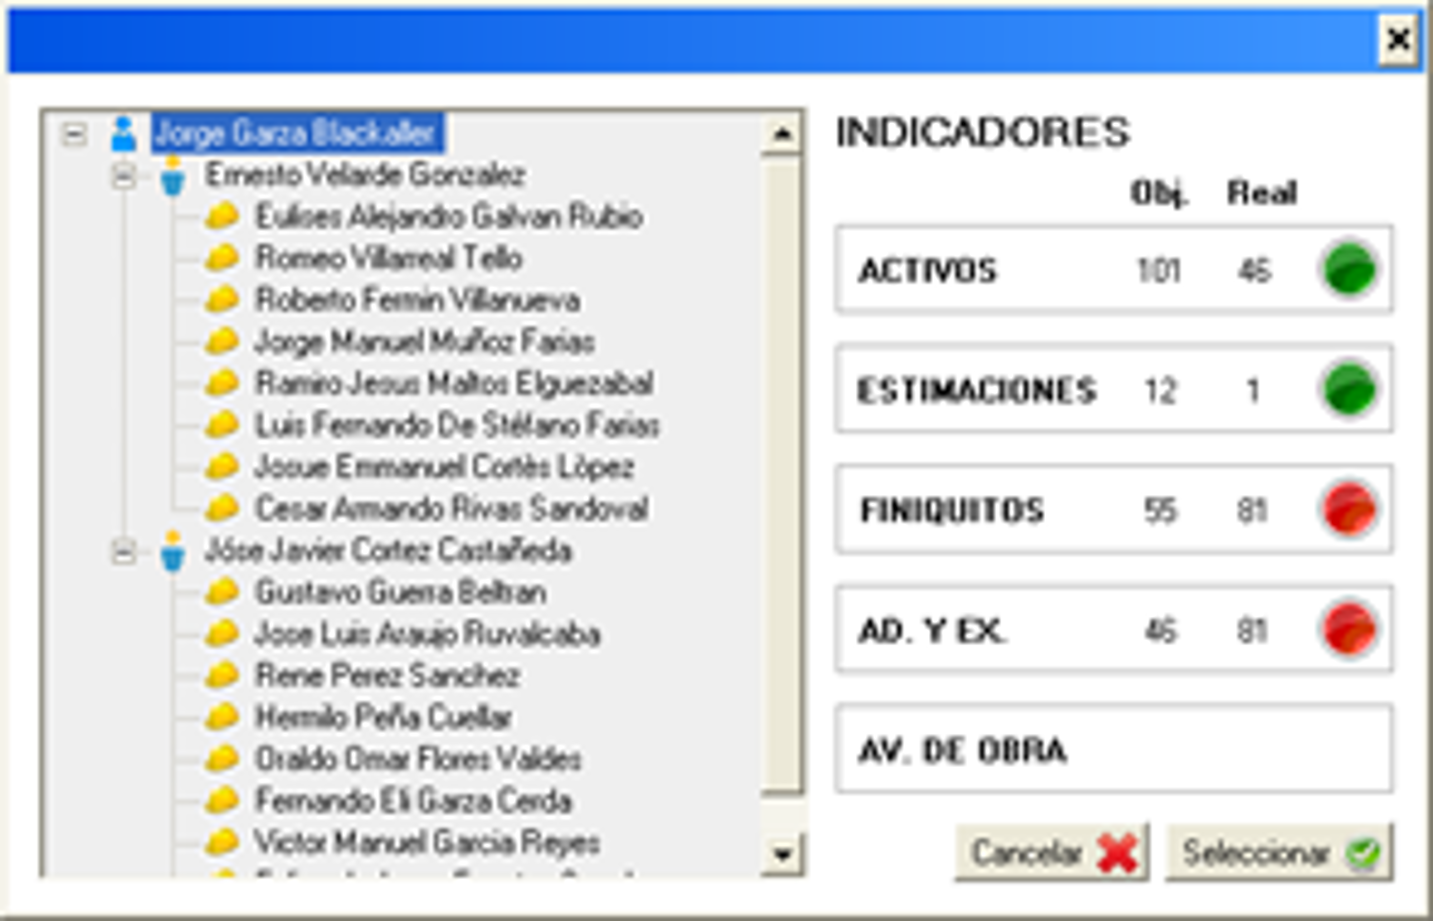 Jorge Garza Blackaller
Ernesto Velarde Gonzalez
Eulises Alejandro Galvan Rubio
Romeo Villarreal Tello
Roberto Fermin Villanueva
Jorge Manuel Muñoz Farias
Ramiro Jesus Maltos Elguezabal
Luis Fernando De Stéfano Farias
Josue Emmanuel Cortès Lòpez
Cesar Armando Rivas Sandoval
Jóse Javier Cortez Castañeda
Gustavo Guerra Beltran
Jose Luis Araujo Ruvalcaba
Rene Perez Sanchez
Hermilo Peña Cuellar
Oraldo Omar Flores Valdes
Fernando Eli Garza Cerda
Victor Manuel Garcia Reyes
INDICADORES
Obj. Real
ACTIVOS 101 46
ESTIMACIONES 12 1
FINIQUITOS 55 81
AD. Y EX. 46 81
AV. DE OBRA
Cancelar Seleccionar